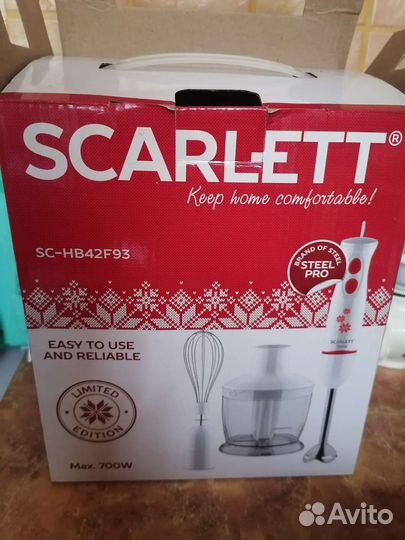 SCARLETT®
Keep home comfortable!
SC-HB42F93
BRAND OF STEEL
STEEL
PRO
EASY TO USE
AND RELIABLE
SCARLETT
LIMITED
EDITION
Max. 700W
Avito